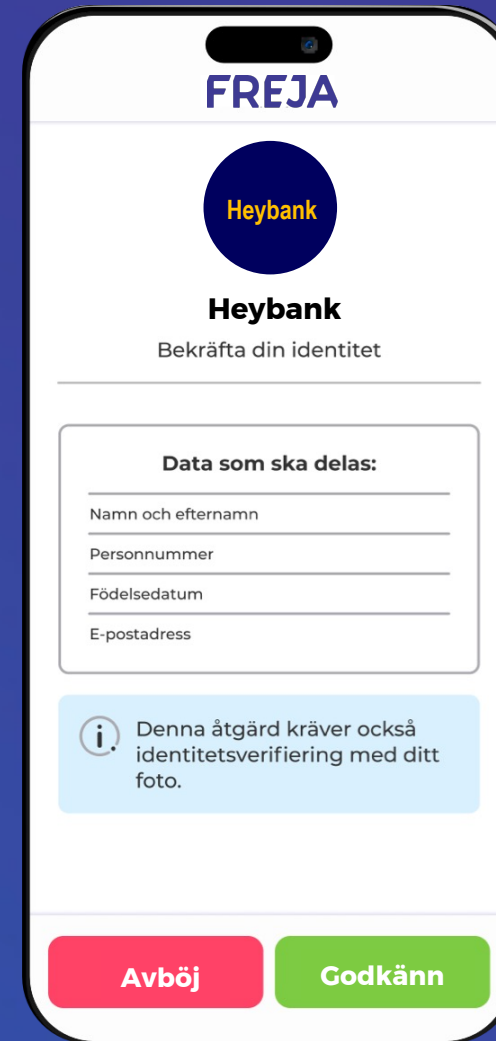 FREJA
Heybank
Heybank
Bekräfta din identitet
Data som ska delas:
Namn och efternamn
Personnummer
Födelsedatum
E-postadress
Denna åtgärd kräver också
identitetsverifiering med ditt
foto.
Avböj
Godkänn